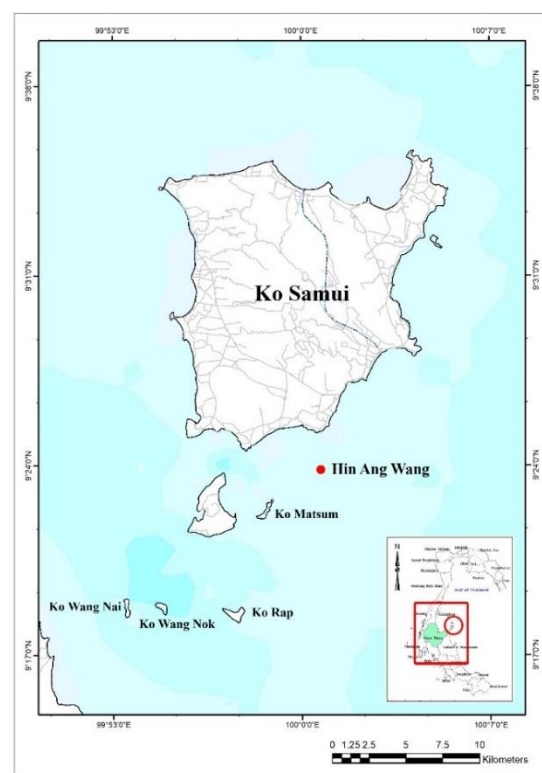 99°53'0"E 100°0'0"E 100°7'0"E
9°38'0"N 9°38'0"N
9°31'0"N 9°31'0"N
Ko Samui
9°24'0"N 9°24'0"N
Hin Ang Wang
Ko Matsum
N
Ko Wang Nai
Ko Wang Nok
Ko Rap
9°17'0"N 9°17'0"N
99°53'0"E 100°0'0"E 100°7'0"E
0 1.25 2.5 5 7.5 10
Kilometers